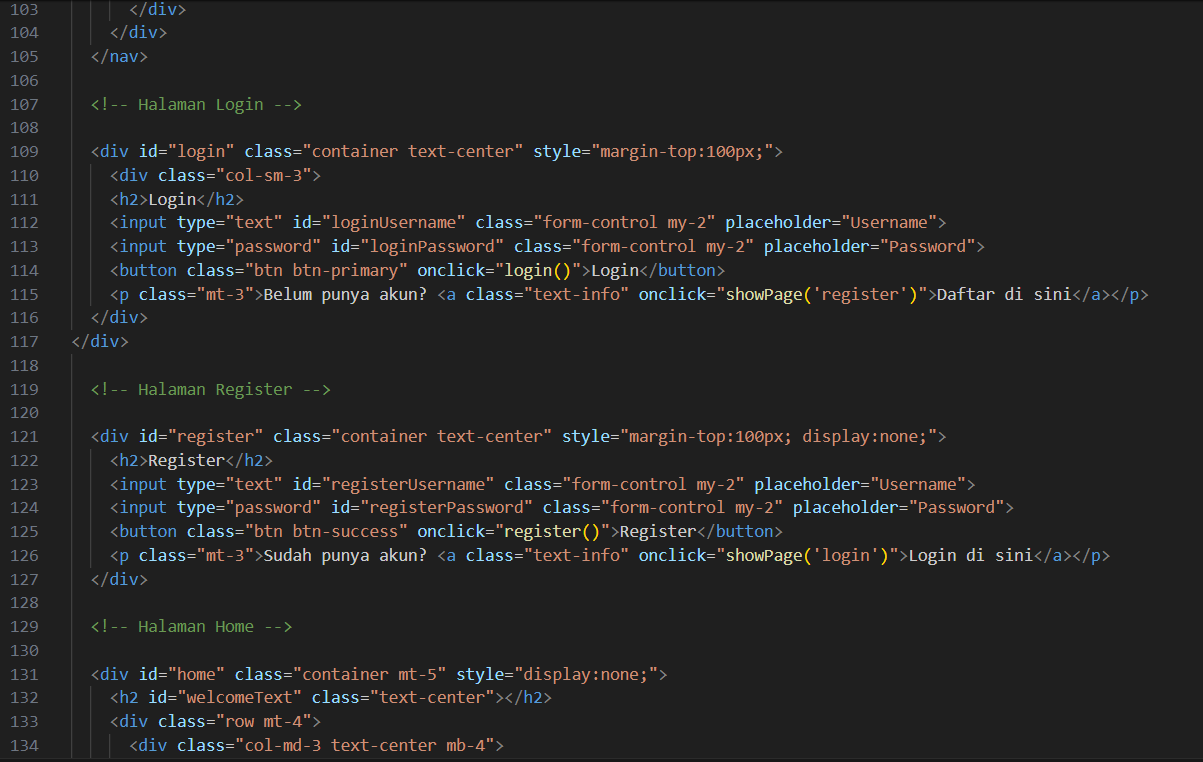 103 </div>
104 </div>
105 </nav>
106
107 <!-- Halaman Login -->
108
109 <div id="login" class="container text-center" style="margin-top:100px;">
110 <div class="col-sm-3">
111 <h2>Login</h2>
112 <input type="text" id="loginUsername" class="form-control my-2" placeholder="Username">
113 <input type="password" id="loginPassword" class="form-control my-2" placeholder="Password">
114 <button class="btn btn-primary" onclick="login()">Login</button>
115 <p class="mt-3">Belum punya akun? <a class="text-info" onclick="showPage('register')">Daftar di sini</a></p>
116 </div>
117 </div>
118
119 <!-- Halaman Register -->
120
121 <div id="register" class="container text-center" style="margin-top:100px; display:none;">
122 <h2>Register</h2>
123 <input type="text" id="registerUsername" class="form-control my-2" placeholder="Username">
124 <input type="password" id="registerPassword" class="form-control my-2" placeholder="Password">
125 <button class="btn btn-success" onclick="register()">Register</button>
126 <p class="mt-3">Sudah punya akun? <a class="text-info" onclick="showPage('login')">Login di sini</a></p>
127 </div>
128
129 <!-- Halaman Home -->
130
131 <div id="home" class="container mt-5" style="display:none;">
132 <h2 id="welcomeText" class="text-center"></h2>
133 <div class="row mt-4">
134 <div class="col-md-3 text-center mb-4">